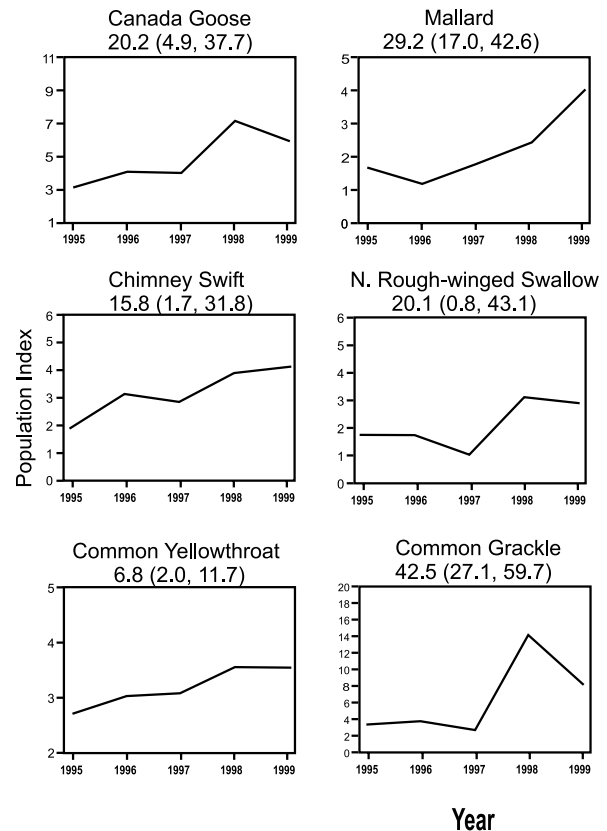 Canada Goose
20.2 (4.9, 37.7)
11
9
7
5
3
1
1995 1996 1997 1998 1999
Mallard
29.2 (17.0, 42.6)
5
4
3
2
1
0
1995 1996 1997 1998 1999
Population Index
Chimney Swift
15.8 (1.7, 31.8)
6
5
4
3
2
1
0
1995 1996 1997 1998 1999
N. Rough-winged Swallow
20.1 (0.8, 43.1)
6
5
4
3
2
1
0
1995 1996 1997 1998 1999
Common Yellowthroat
6.8 (2.0, 11.7)
5
4
3
2
1995 1996 1997 1998 1999
Common Grackle
42.5 (27.1, 59.7)
20
18
16
14
12
10
8
6
4
2
0
1995 1996 1997 1998 1999
Year